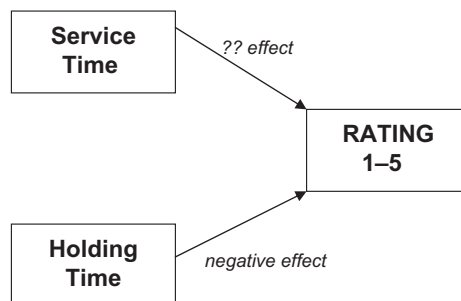 Service
Time
?? effect
RATING
1–5
Holding
Time
negative effect